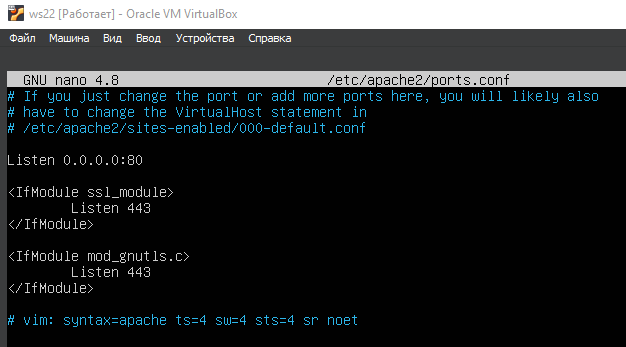 ws22 [Работает] - Oracle VM VirtualBox
Файл Машина Вид Ввод Устройства Справка
GNU nano 4.8 /etc/apache2/ports.conf
# If you just change the port or add more ports here, you will likely also
# have to change the VirtualHost statement in
# /etc/apache2/sites-enabled/000-default.conf
Listen 0.0.0.0:80
<IfModule ssl_module>
Listen 443
</IfModule>
<IfModule mod_gnutls.c>
Listen 443
</IfModule>
# vim: syntax=apache ts=4 sw=4 sts=4 sr noet